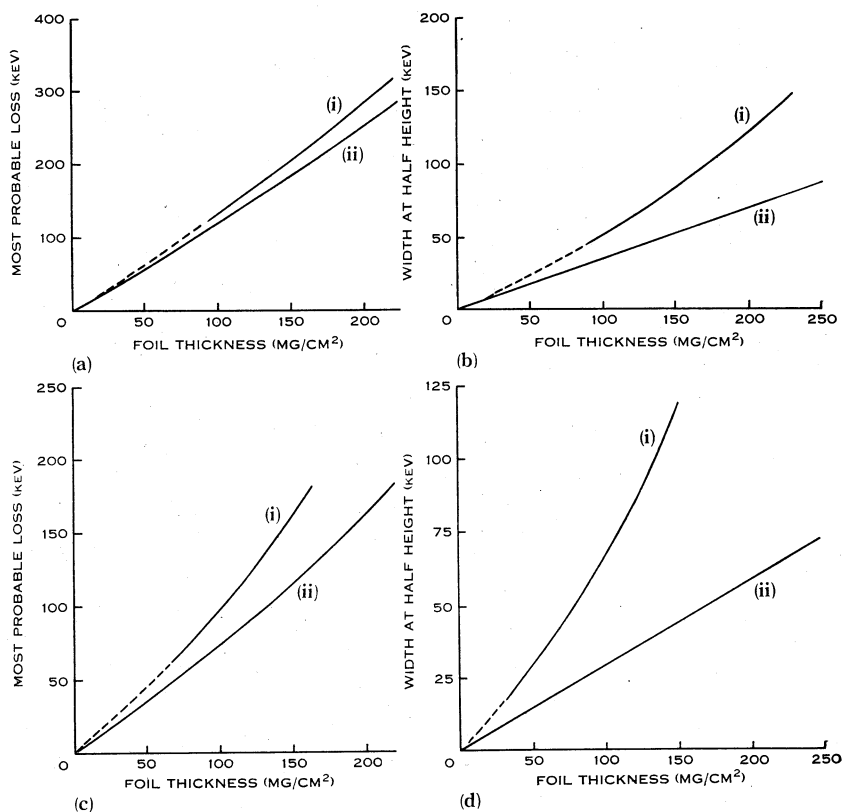 400
300
200
100
0
50
100
150
200
MOST PROBABLE LOSS (KEV)
FOIL THICKNESS (MG/CM²)
(i)
(ii)
(a)
200
150
100
50
0
50
100
150
200
250
WIDTH AT HALF HEIGHT (KEV)
FOIL THICKNESS (MG/CM²)
(i)
(ii)
(b)
250
200
150
100
50
0
50
100
150
200
MOST PROBABLE LOSS (KEV)
FOIL THICKNESS (MG/CM²)
(i)
(ii)
(c)
125
100
75
50
25
0
50
100
150
200
250
WIDTH AT HALF HEIGHT (KEV)
FOIL THICKNESS (MG/CM²)
(i)
(ii)
(d)